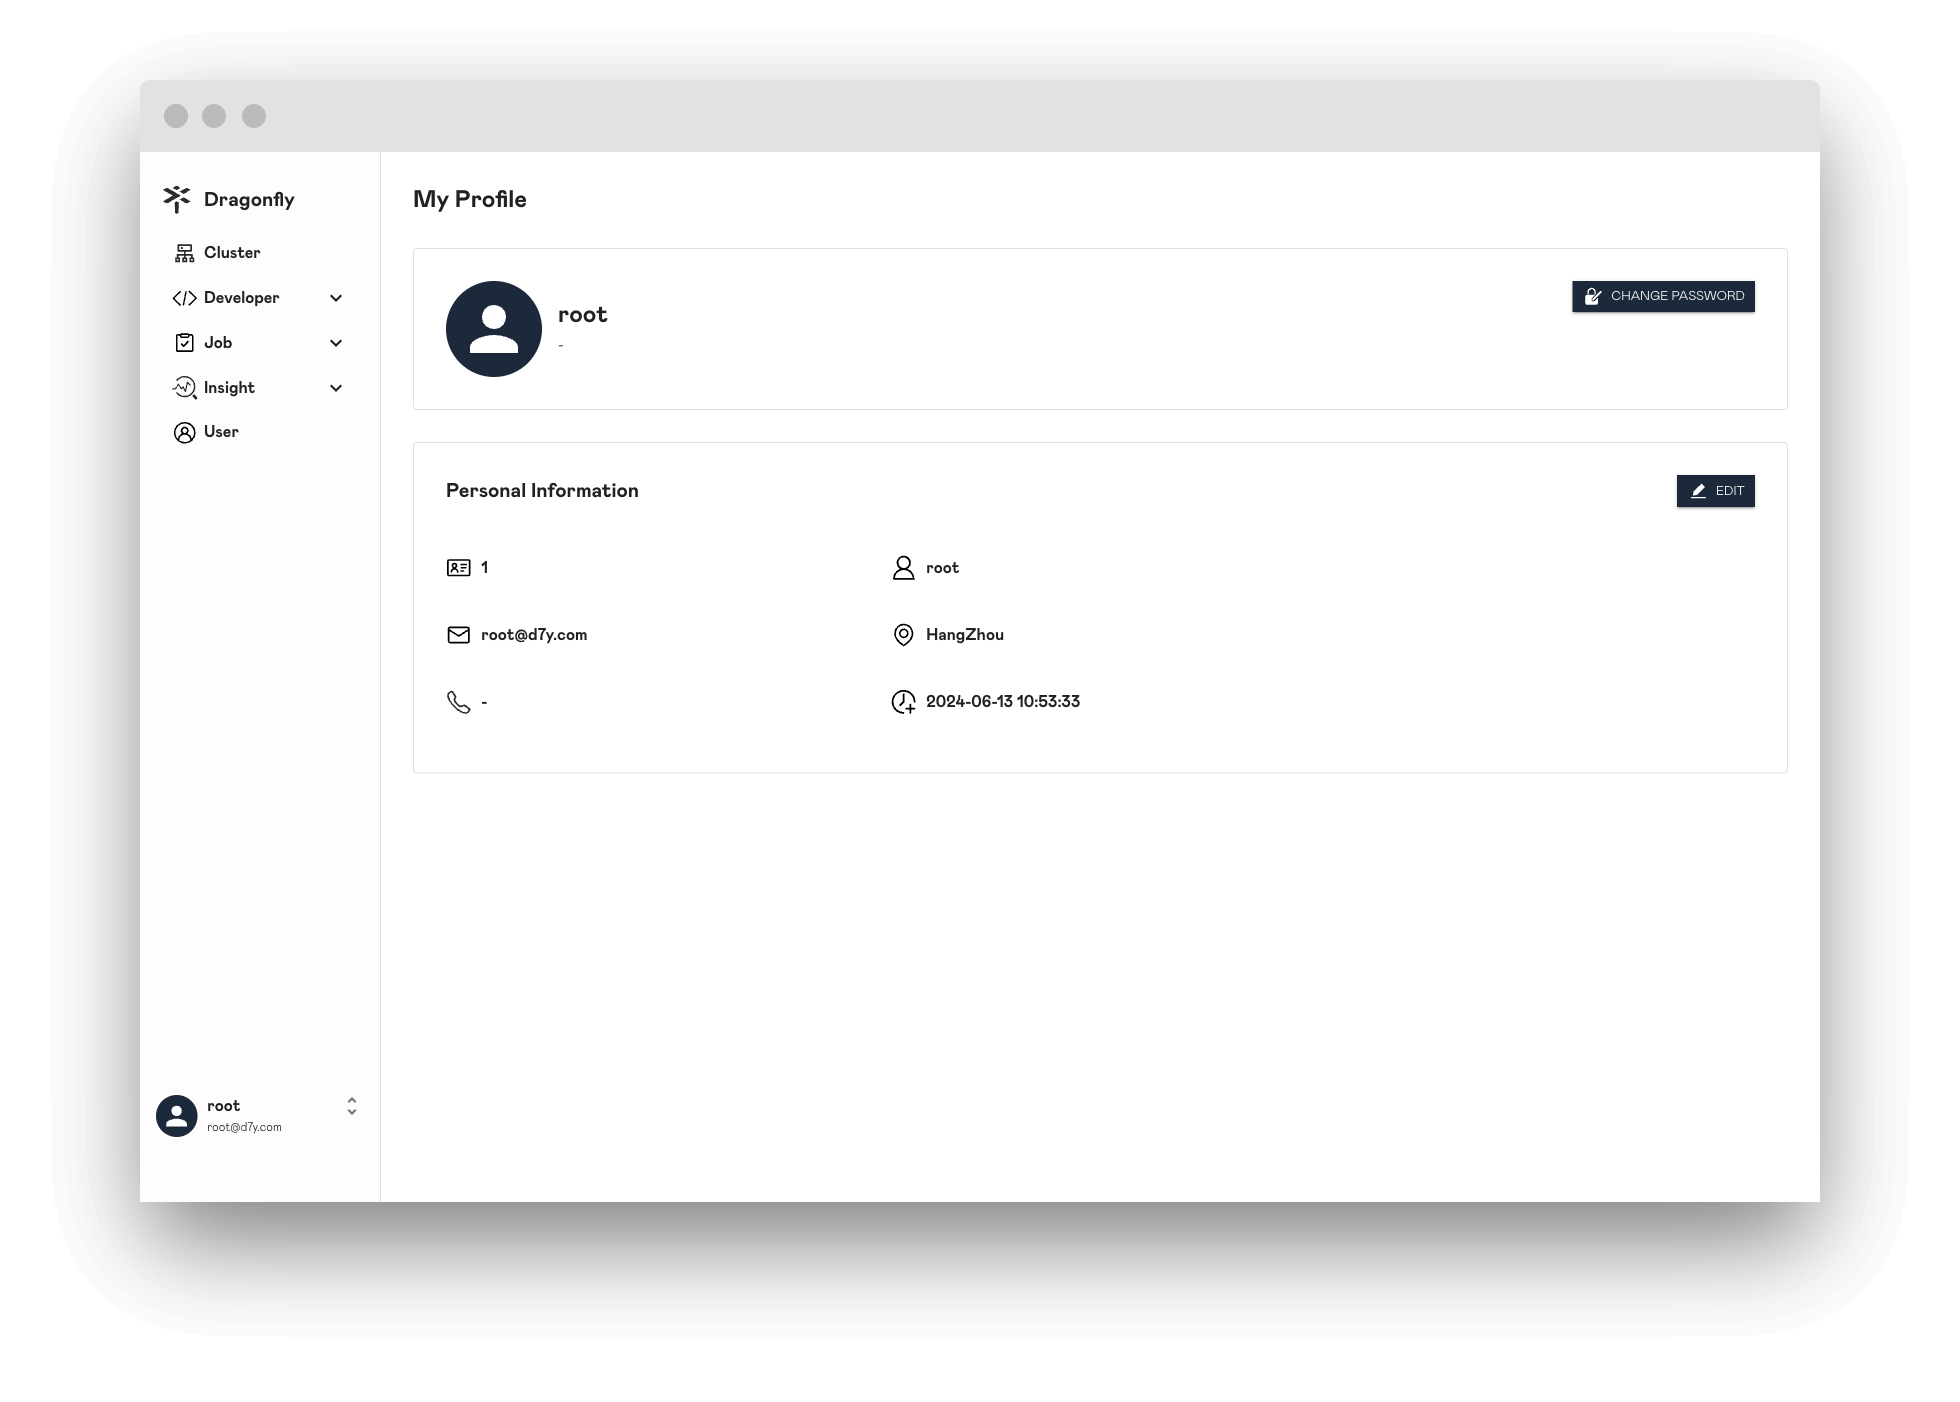 Dragonfly
Cluster
Developer
Job
Insight
User
root
root@d7y.com
My Profile
root
-
CHANGE PASSWORD
Personal Information
EDIT
1
root
root@d7y.com
HangZhou
-
2024-06-13 10:53:33